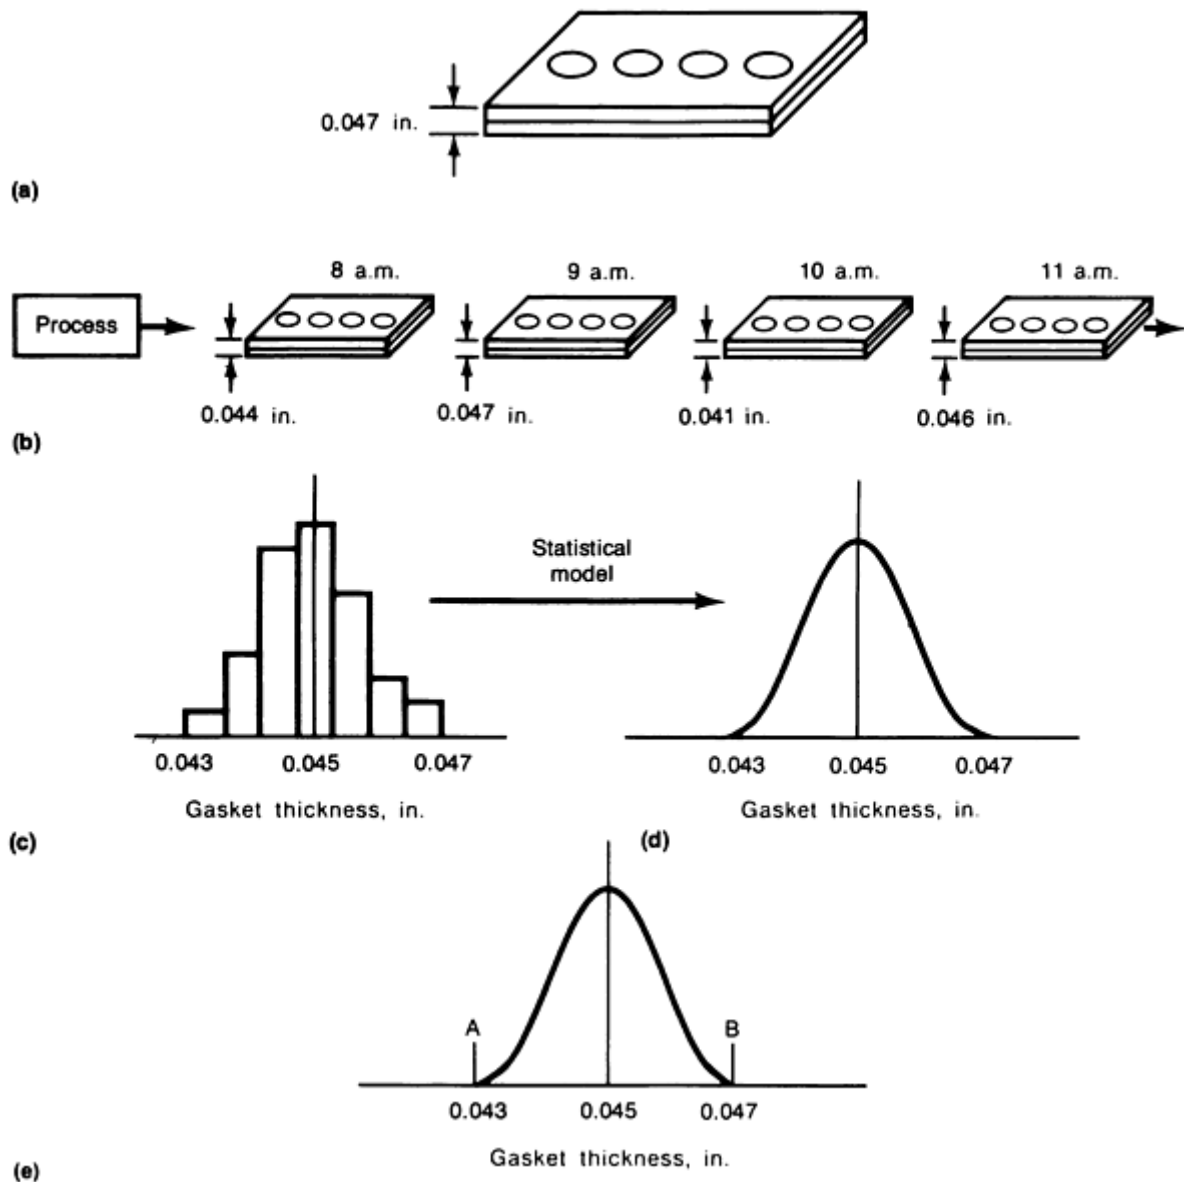 0.047 in.
(a)
8 a.m. 9 a.m. 10 a.m. 11 a.m.
Process
0.044 in. 0.047 in. 0.041 in. 0.046 in.
(b)
Statistical
model
0.043 0.045 0.047
Gasket thickness, in.
(c)
0.043 0.045 0.047
Gasket thickness, in.
(d)
A B
0.043 0.045 0.047
Gasket thickness, in.
(e)